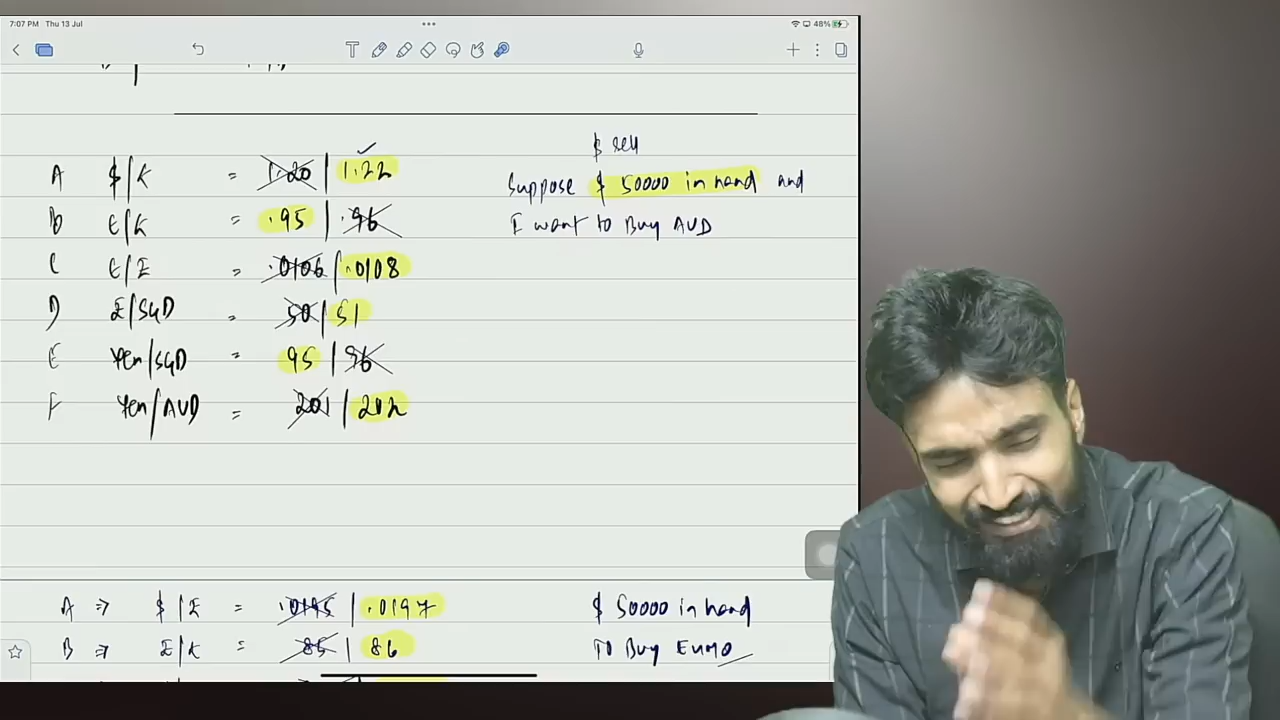 7:07 PM Thu 13 Jul
48%
$ sell
A $/K = 1.20 | 1.22
Suppose $ 50000 in hand and
B €/K = .95 | .96
I want to Buy AUD
C €/I = .0106 | .0108
D I/SGD = 50 | 51
E Yen/SGD = 95 | 96
F Yen/AUD = 201 | 202
A ⇒ $ | I = .0195 | .0197
$ 50000 in hand
B ⇒ I/K = 85 | 86
To Buy EURO